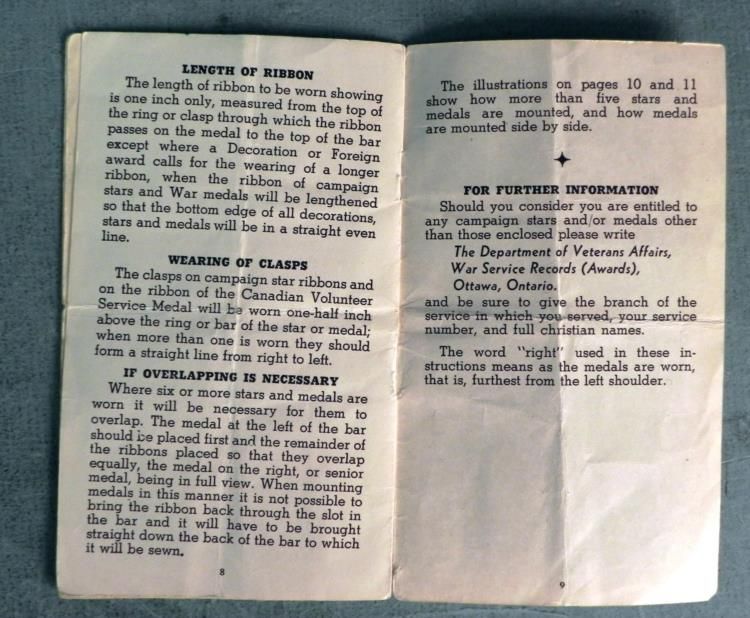 LENGTH OF RIBBON
The length of ribbon to be worn showing
is one inch only, measured from the top of
the ring or clasp through which the ribbon
passes on the medal to the top of the bar
except where a Decoration or Foreign
award calls for the wearing of a longer
ribbon, when the ribbon of campaign
stars and War medals will be lengthened
so that the bottom edge of all decorations,
stars and medals will be in a straight even
line.
WEARING OF CLASPS
The clasps on campaign star ribbons and
on the ribbon of the Canadian Volunteer
Service Medal will be worn one-half inch
above the ring or bar of the star or medal;
when more than one is worn they should
form a straight line from right to left.
IF OVERLAPPING IS NECESSARY
Where six or more stars and medals are
worn it will be necessary for them to
overlap. The medal at the left of the bar
should be placed first and the remainder of
the ribbons placed so that they overlap
equally, the medal on the right, or senior
medal, being in full view. When mounting
medals in this manner it is not possible to
bring the ribbon back through the slot in
the bar and it will have to be brought
straight down the back of the bar to which
it will be sewn.
8
The illustrations on pages 10 and 11
show how more than five stars and
medals are mounted, and how medals
are mounted side by side.
FOR FURTHER INFORMATION
Should you consider you are entitled to
any campaign stars and/or medals other
than those enclosed please write
The Department of Veterans Affairs,
War Service Records (Awards),
Ottawa, Ontario.
and be sure to give the branch of the
service in which you served, your service
number, and full christian names.
The word "right" used in these in-
structions means as the medals are worn,
that is, furthest from the left shoulder.
9